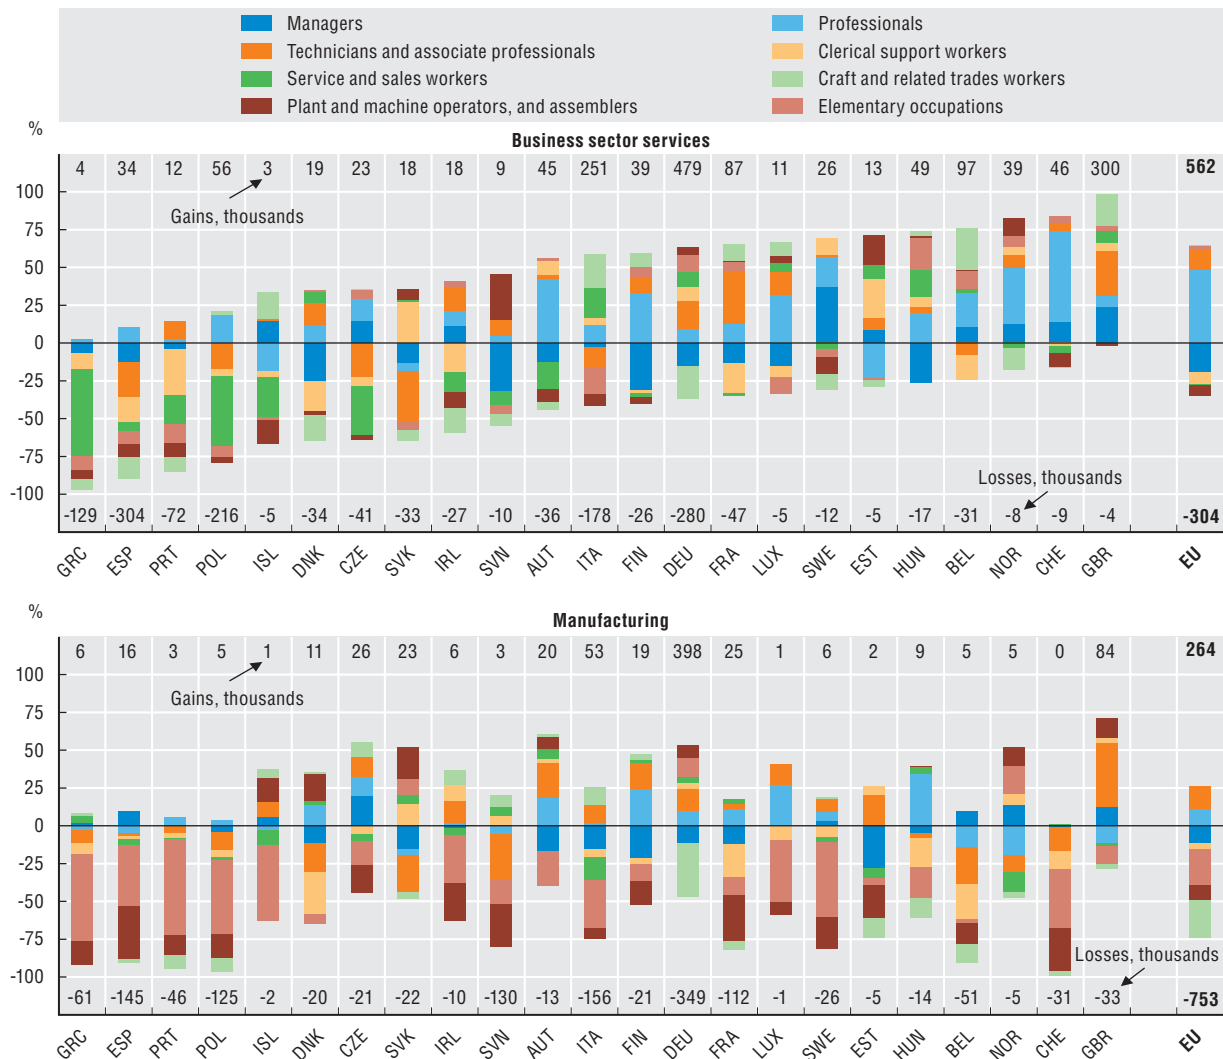 Managers
Professionals
Technicians and associate professionals
Clerical support workers
Service and sales workers
Craft and related trades workers
Plant and machine operators, and assemblers
Elementary occupations
%
Business sector services
4 34 12 56 3 19 23 18 18 9 45 251 39 479 87 11 26 13 49 97 39 46 300 562
Gains, thousands
100
75
50
25
0
-25
-50
-75
-100
Losses, thousands
-129 -304 -72 -216 -5 -34 -41 -33 -27 -10 -36 -178 -26 -280 -47 -5 -12 -5 -17 -31 -8 -9 -4 -304
GRC ESP PRT POL ISL DNK CZE SVK IRL SVN AUT ITA FIN DEU FRA LUX SWE EST HUN BEL NOR CHE GBR EU
%
Manufacturing
6 16 3 5 1 11 26 23 6 3 20 53 19 398 25 1 6 2 9 5 5 0 84 264
Gains, thousands
100
75
50
25
0
-25
-50
-75
-100
Losses, thousands
-61 -145 -46 -125 -2 -20 -21 -22 -10 -130 -13 -156 -21 -349 -112 -1 -26 -5 -14 -51 -5 -31 -33 -753
GRC ESP PRT POL ISL DNK CZE SVK IRL SVN AUT ITA FIN DEU FRA LUX SWE EST HUN BEL NOR CHE GBR EU